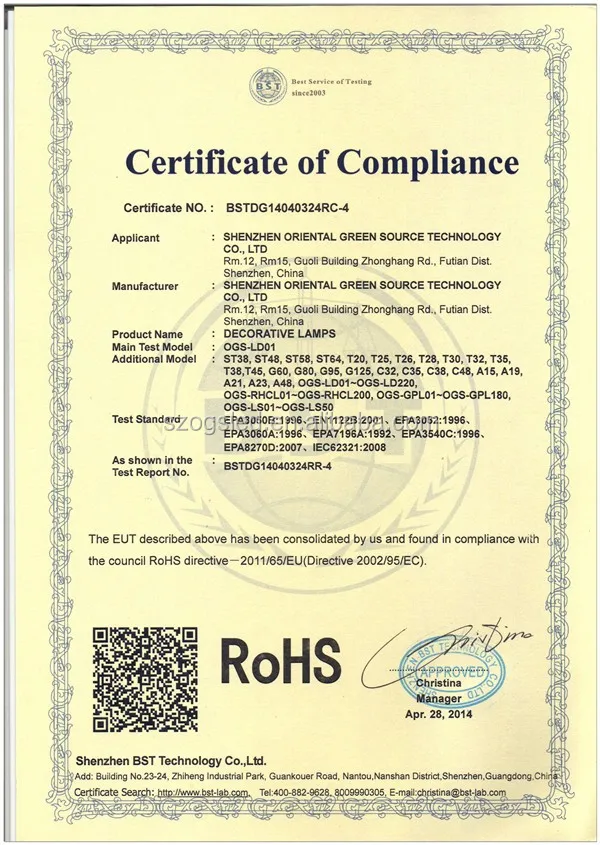 BST
Best Service of Testing
since2003
Certificate of Compliance
Certificate NO. : BSTDG14040324RC-4
Applicant : SHENZHEN ORIENTAL GREEN SOURCE TECHNOLOGY
CO., LTD
Rm.12, Rm15, Guoli Building Zhonghang Rd., Futian Dist.
Shenzhen, China
Manufacturer : SHENZHEN ORIENTAL GREEN SOURCE TECHNOLOGY
CO., LTD
Rm.12, Rm15, Guoli Building Zhonghang Rd., Futian Dist.
Shenzhen, China
Product Name : DECORATIVE LAMPS
Main Test Model : OGS-LD01
Additional Model : ST38, ST48, ST58, ST64, T20, T25, T26, T28, T30, T32, T35,
T38,T45, G60, G80, G95, G125, C32, C35, C38, C48, A15, A19,
A21, A23, A48, OGS-LD01~OGS-LD220,
OGS-RHCL01~OGS-RHCL200, OGS-GPL01~OGS-GPL180,
OGS-LS01~OGS-LS50
Test Standard : EPA3050B:1996、 EN1122B:2001、 EPA3052:1996、
EPA3060A:1996、 EPA7196A:1992、 EPA3540C:1996、
EPA8270D:2007、 IEC62321:2008
As shown in the :
Test Report No. BSTDG14040324RR-4
The EUT described above has been consolidated by us and found in compliance with
the council RoHS directive－2011/65/EU(Directive 2002/95/EC).
RoHS
SHENZHEN BST TECHNOLOGY CO LTD
APPROVED
Christina
Manager
Apr. 28, 2014
Shenzhen BST Technology Co.,Ltd.
Add: Building No.23-24, Zhiheng Industrial Park, Guankouer Road, Nantou,Nanshan District,Shenzhen,Guangdong,China
Certificate Search: http://www.bst-lab.com、 Tel:400-882-9628, 8009990305, E-mail:christina@bst-lab.com